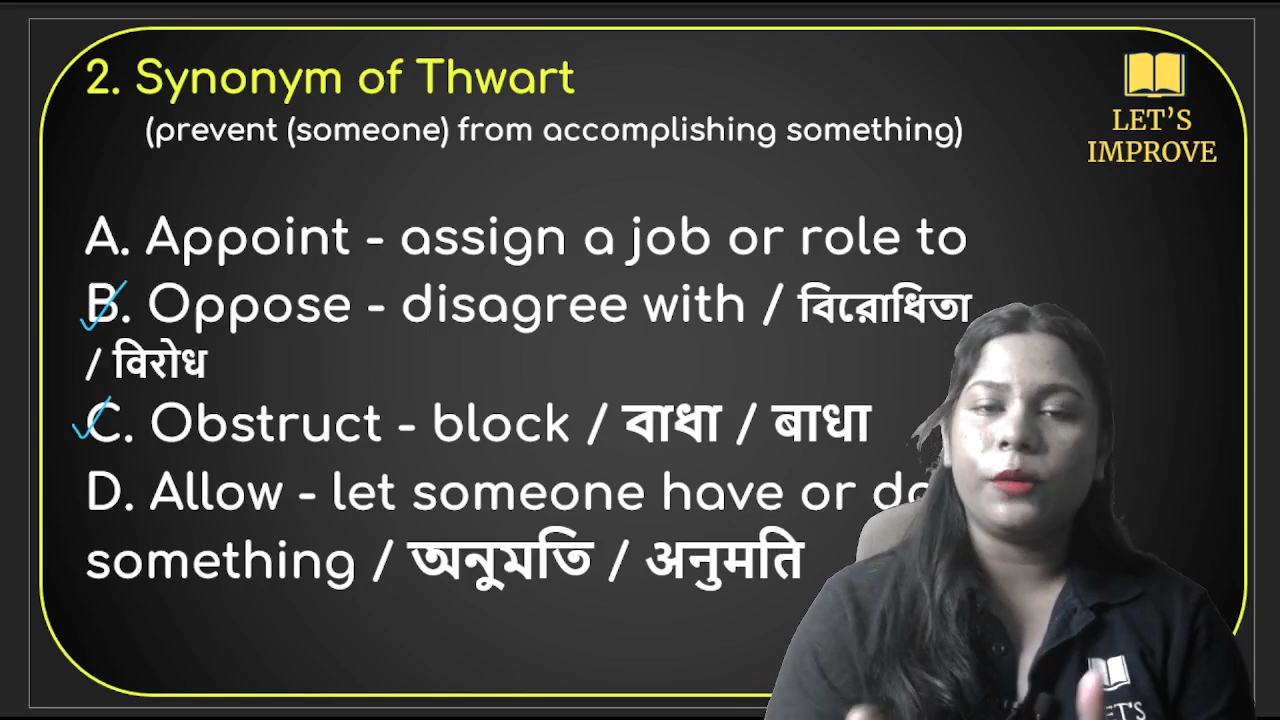 2. Synonym of Thwart
(prevent (someone) from accomplishing something)
LET'S
IMPROVE
A. Appoint - assign a job or role to
B. Oppose - disagree with / বিরোধিতা
/ विरोध
C. Obstruct - block / বাধা / बाधा
D. Allow - let someone have or do
something / অনুমতি / अनुमति
LET'S